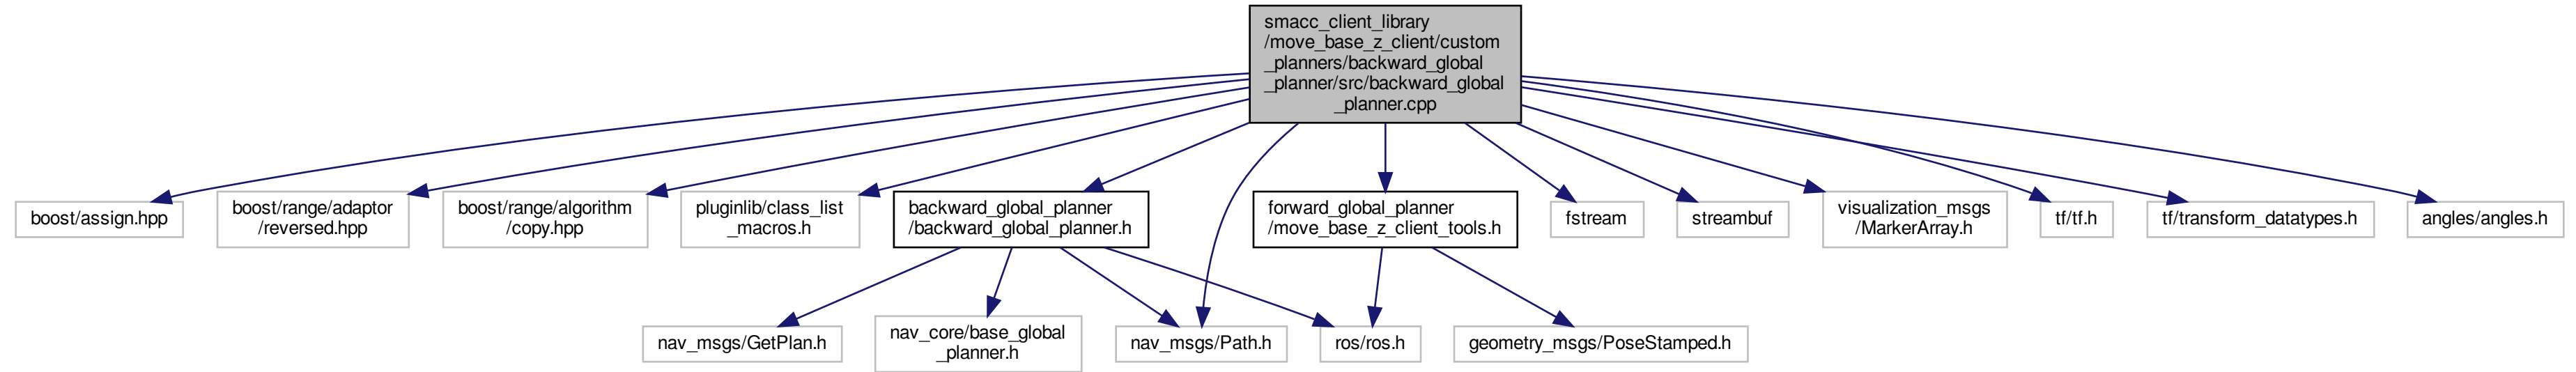 smacc_client_library
/move_base_z_client/custom
_planners/backward_global
_planner/src/backward_global
_planner.cpp
boost/assign.hpp
boost/range/adaptor
/reversed.hpp
boost/range/algorithm
/copy.hpp
pluginlib/class_list
_macros.h
backward_global_planner
/backward_global_planner.h
forward_global_planner
/move_base_z_client_tools.h
fstream
streambuf
visualization_msgs
/MarkerArray.h
tf/tf.h
tf/transform_datatypes.h
angles/angles.h
nav_msgs/GetPlan.h
nav_core/base_global
_planner.h
nav_msgs/Path.h
ros/ros.h
geometry_msgs/PoseStamped.h